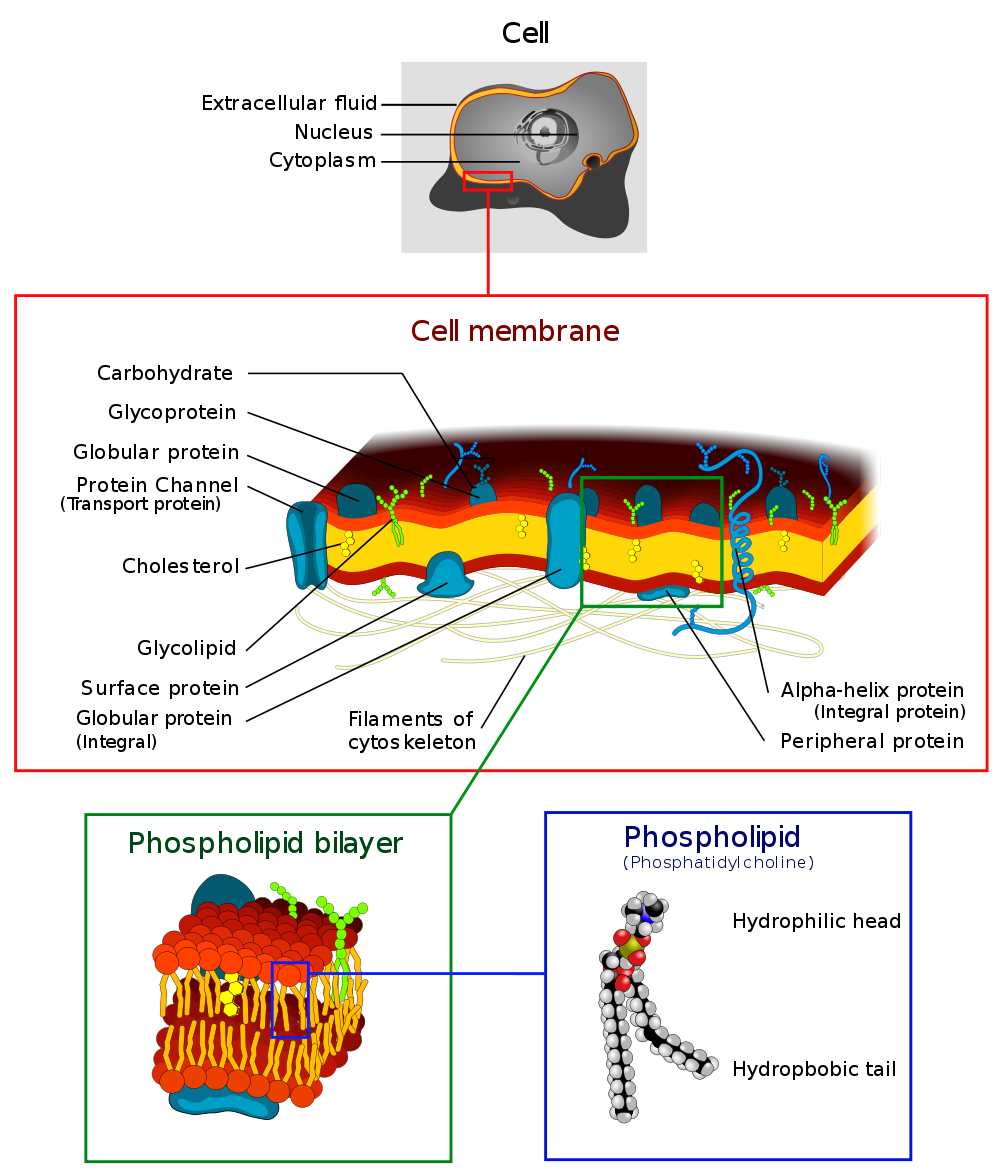 Cell
Extracellular fluid
Nucleus
Cytoplasm
Cell membrane
Carbohydrate
Glycoprotein
Globular protein
Protein Channel
(Transport protein)
Cholesterol
Glycolipid
Surface protein
Globular protein
(Integral)
Filaments of
cytoskeleton
Alpha-helix protein
(Integral protein)
Peripheral protein
Phospholipid bilayer
Phospholipid
(Phosphatidylcholine)
Hydrophilic head
Hydropbobic tail